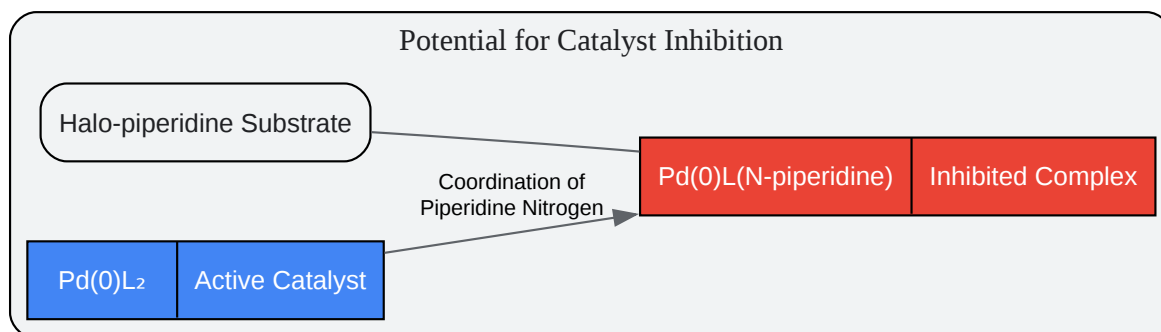 Potential for Catalyst Inhibition
Halo-piperidine Substrate
Pd(0)L(N-piperidine) Inhibited Complex
Coordination of
Piperidine Nitrogen
Pd(0)L₂ Active Catalyst